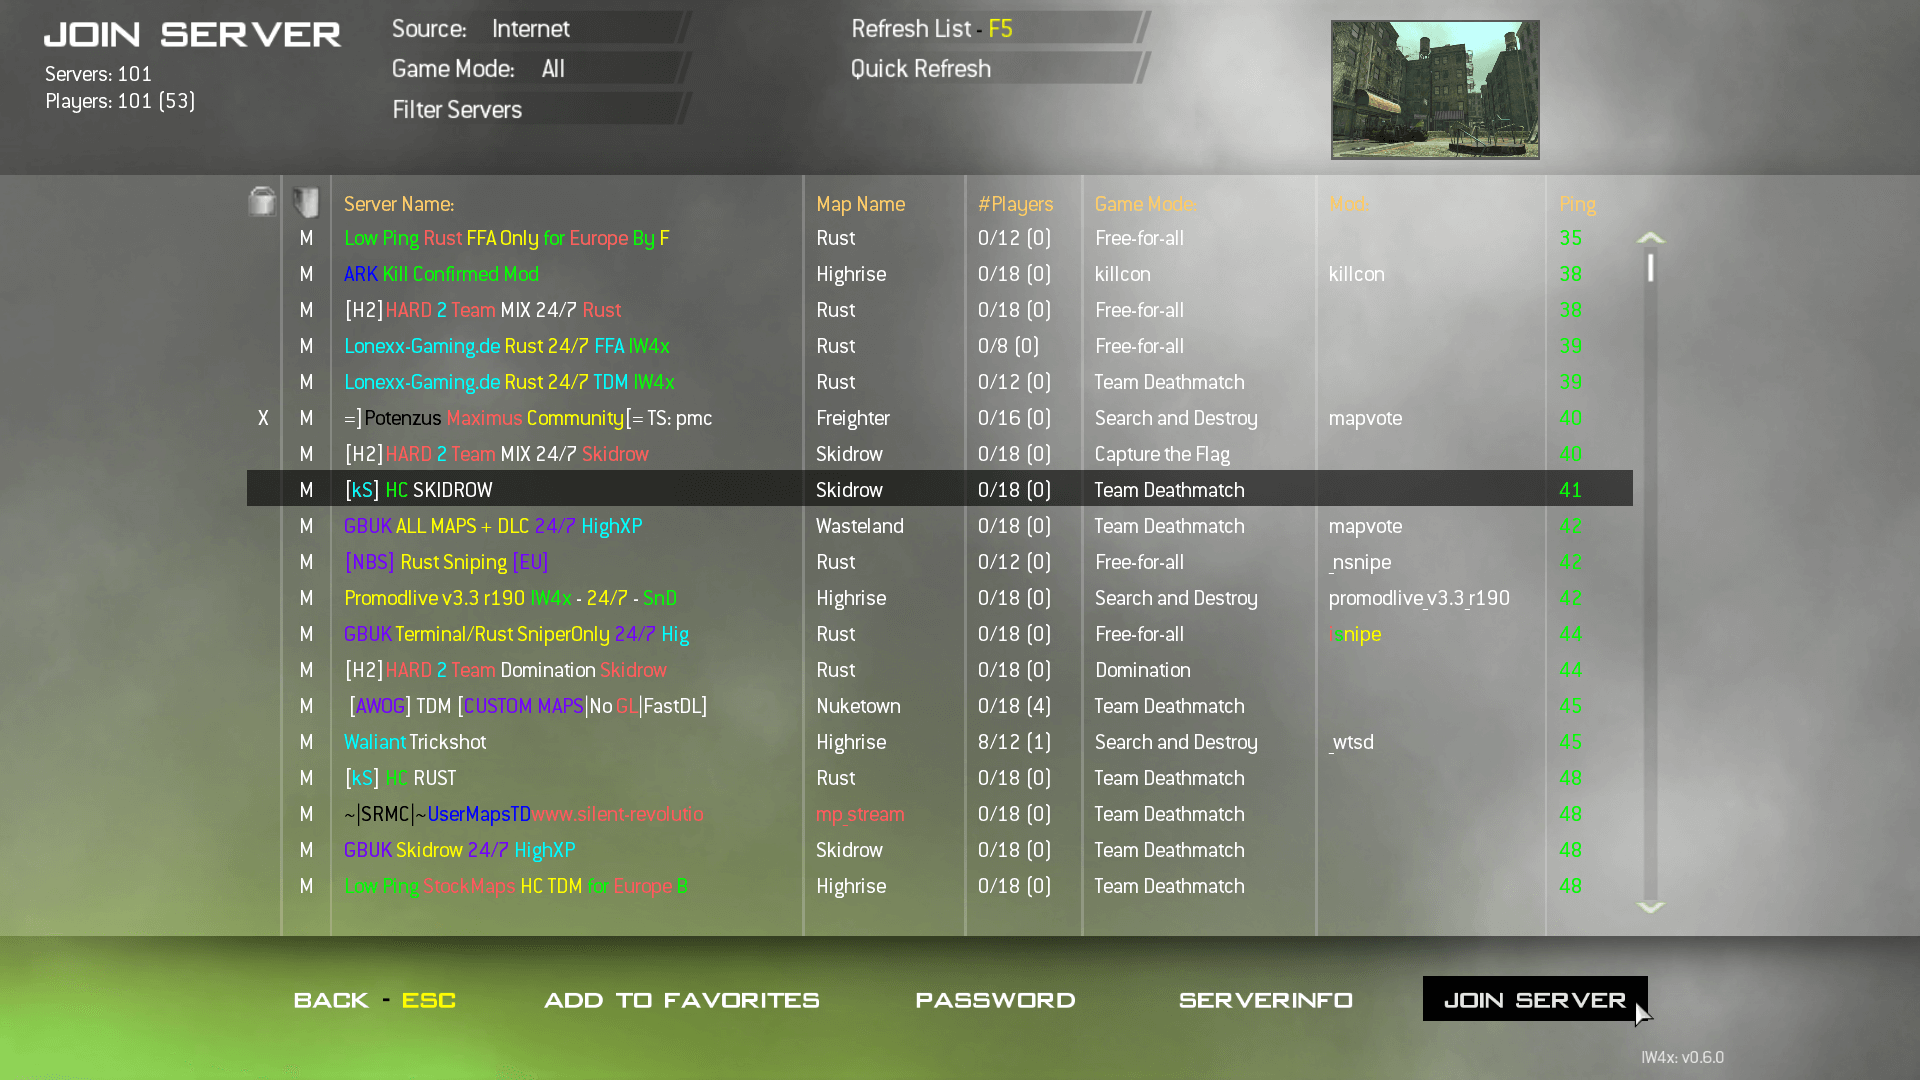 JOIN SERVER
Servers: 101
Players: 101 (53)
Source: Internet
Game Mode: All
Filter Servers
Refresh List - F5
Quick Refresh
Server Name: Map Name #Players Game Mode: Mod: Ping
M Low Ping Rust FFA Only for Europe By F Rust 0/12 (0) Free-for-all 35
M ARK Kill Confirmed Mod Highrise 0/18 (0) killcon killcon 38
M [H2] HARD 2 Team MIX 24/7 Rust Rust 0/18 (0) Free-for-all 38
M Lonexx-Gaming.de Rust 24/7 FFA IW4x Rust 0/8 (0) Free-for-all 39
M Lonexx-Gaming.de Rust 24/7 TDM IW4x Rust 0/12 (0) Team Deathmatch 39
X M =] Potenzus Maximus Community [= TS: pmc Freighter 0/16 (0) Search and Destroy mapvote 40
M [H2] HARD 2 Team MIX 24/7 Skidrow Skidrow 0/18 (0) Capture the Flag 40
M [kS] HC SKIDROW Skidrow 0/18 (0) Team Deathmatch 41
M GBUK ALL MAPS + DLC 24/7 HighXP Wasteland 0/18 (0) Team Deathmatch mapvote 42
M [NBS] Rust Sniping [EU] Rust 0/12 (0) Free-for-all _nsnipe 42
M Promodlive v3.3 r190 IW4x - 24/7 - SnD Highrise 0/18 (0) Search and Destroy promodlive_v3.3_r190 42
M GBUK Terminal/Rust SniperOnly 24/7 Hig Rust 0/18 (0) Free-for-all isnipe 44
M [H2] HARD 2 Team Domination Skidrow Rust 0/18 (0) Domination 44
M [AWOG] TDM [CUSTOM MAPS|No GL|FastDL] Nuketown 0/18 (4) Team Deathmatch 45
M Waliant Trickshot Highrise 8/12 (1) Search and Destroy _wtsd 45
M [kS] HC RUST Rust 0/18 (0) Team Deathmatch 48
M ~|SRMC|~UserMapsTDwww.silent-revolutio mp_stream 0/18 (0) Team Deathmatch 48
M GBUK Skidrow 24/7 HighXP Skidrow 0/18 (0) Team Deathmatch 48
M Low Ping StockMaps HC TDM for Europe B Highrise 0/18 (0) Team Deathmatch 48
BACK - ESC ADD TO FAVORITES PASSWORD SERVERINFO JOIN SERVER
IW4x: v0.6.0